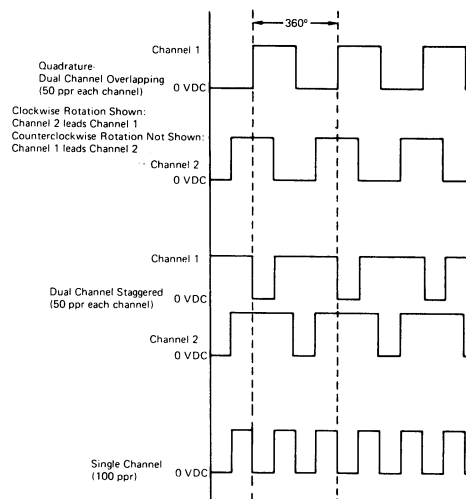 360°
Channel 1
Quadrature-
Dual Channel Overlapping
(50 ppr each channel)
0 VDC
Clockwise Rotation Shown:
Channel 2 leads Channel 1
Counterclockwise Rotation Not Shown:
Channel 1 leads Channel 2
Channel 2
0 VDC
Channel 1
Dual Channel Staggered
(50 ppr each channel)
0 VDC
Channel 2
0 VDC
Single Channel
(100 ppr)
0 VDC